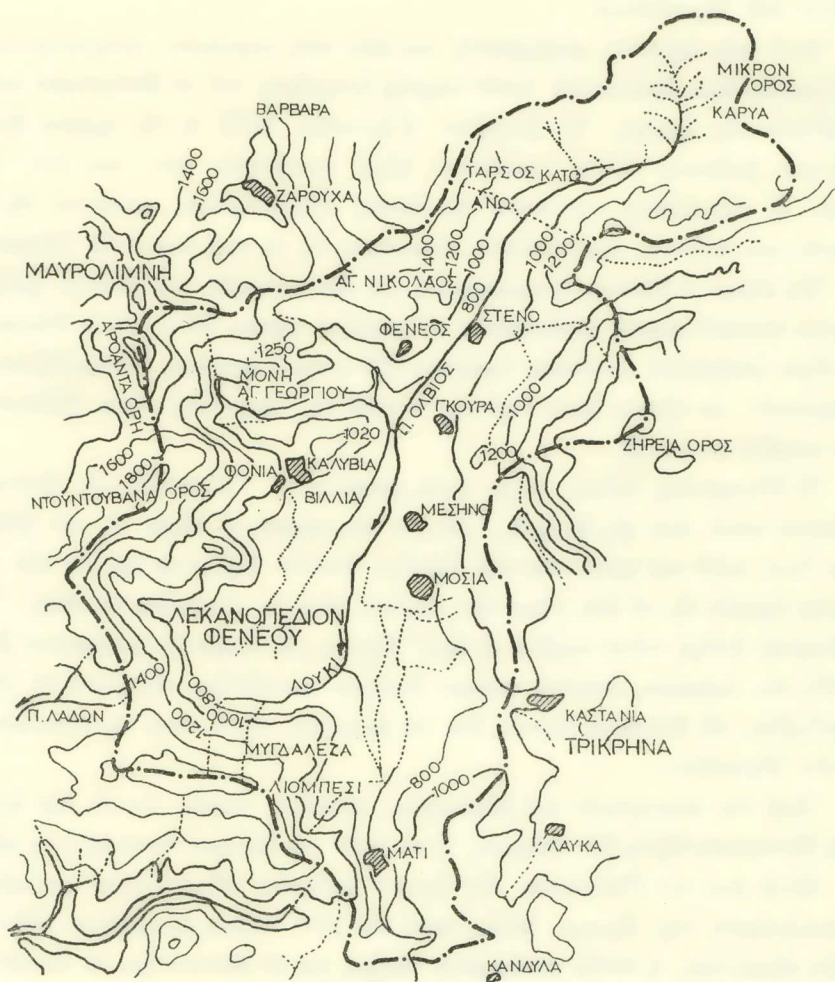 ΜΙΚΡΟΝ
ΟΡΟΣ
ΚΑΡΥΑ
ΒΑΡΒΑΡΑ
1400
1600
ΖΑΡΟΥΧΑ
ΤΑΡΣΟΣ ΚΑΤΩ
ΑΝΩ
ΜΑΥΡΟΛΙΜΝΗ
ΑΓ. ΝΙΚΟΛΑΟΣ
1400
1200
1000
800
1000
1200
ΣΤΕΝΟ
ΦΕΝΕΟΣ
ΑΡΟΑΝΤΑ ΟΡΗ
1250
ΜΟΝΗ
ΑΓ. ΓΕΩΡΓΙΟΥ
Π. ΟΛΒΙΟΣ
ΓΚΟΥΡΑ
1000
1020
1200
ΖΗΡΕΙΑ ΟΡΟΣ
1600
1800
ΦΟΝΙΑ
ΚΑΛΥΒΙΑ
ΝΤΟΥΝΤΟΥΒΑΝΑ ΟΡΟΣ
ΒΙΛΛΙΑ
ΜΕΣΗΝΟ
ΜΟΣΙΑ
ΛΕΚΑΝΟΠΕΔΙΟΝ
ΦΕΝΕΟΥ
ΛΟΥΚΙ
1400
800
1000
1200
Π. ΛΑΔΩΝ
ΚΑΣΤΑΝΙΑ
ΤΡΙΚΡΗΝΑ
ΜΥΓΔΑΛΕΖΑ
800
1000
ΛΙΟΜΠΕΣΙ
ΛΑΥΚΑ
ΜΑΤΙ
ΚΑΝΔΥΛΑ